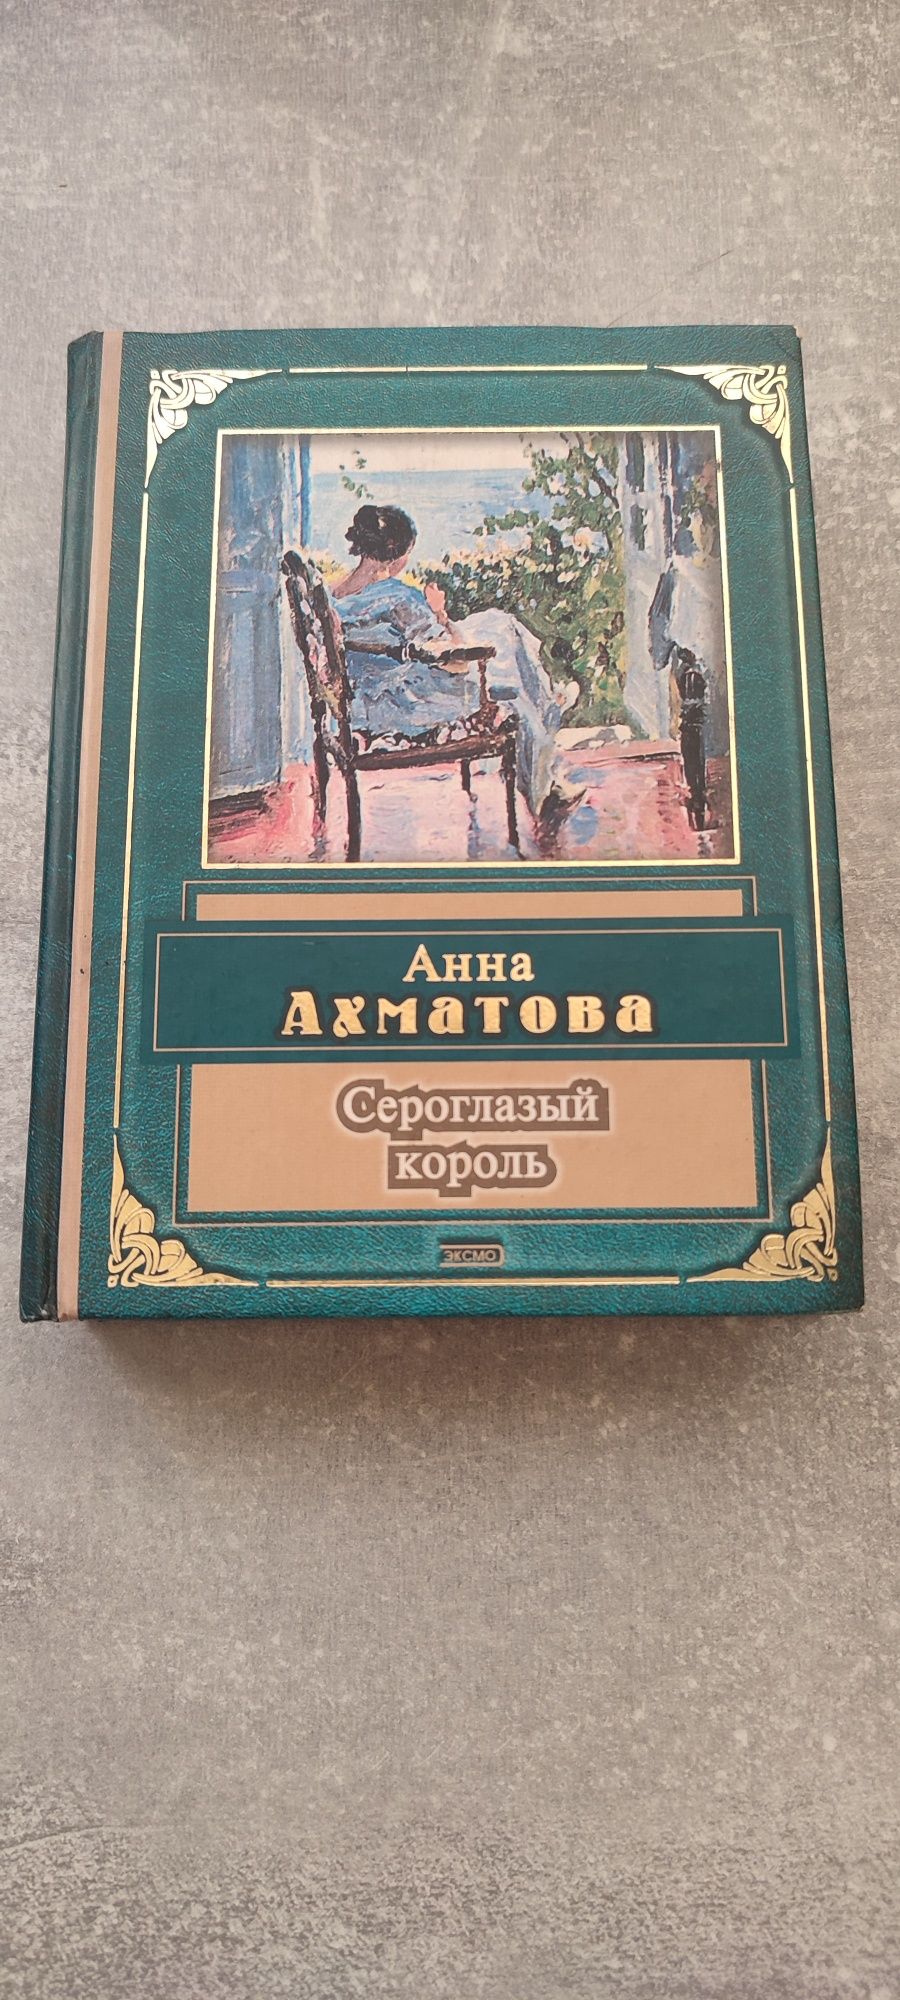 Анна
Ахматова
Сероглазый
король
ЭКСМО